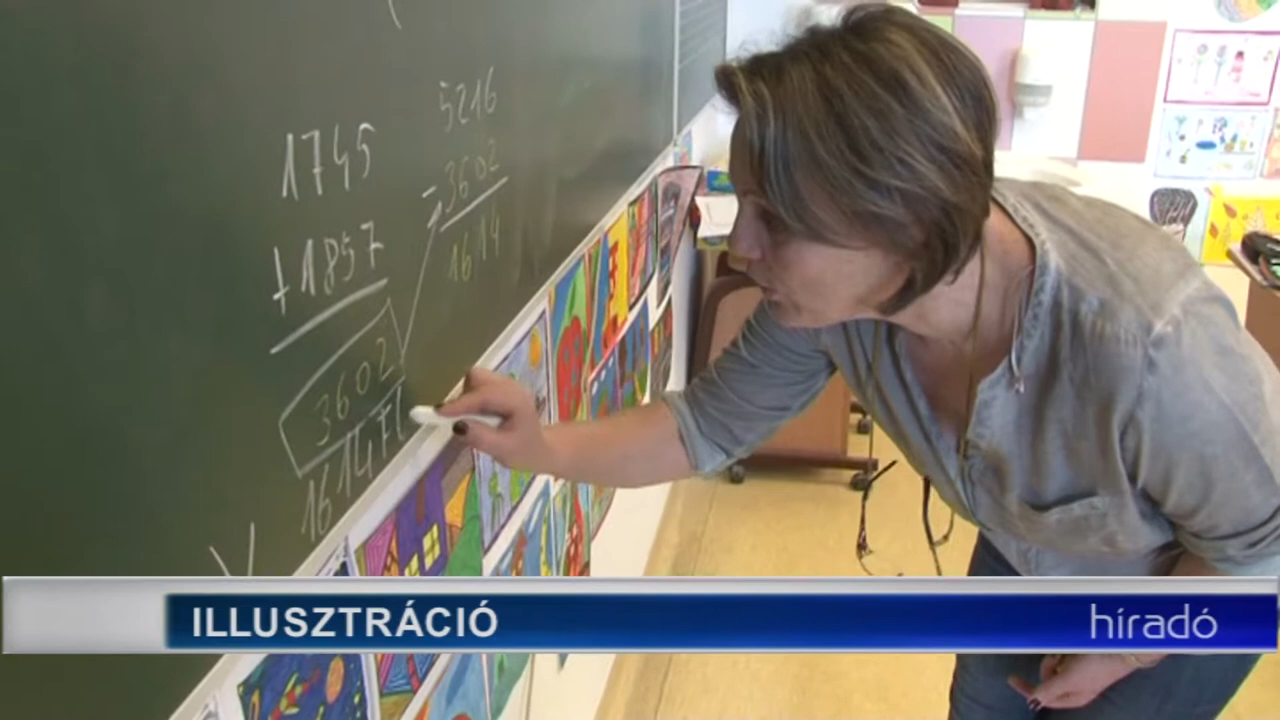 1745
+1857
3602
1614 Ft
5216
-3602
1614
ILLUSZTRÁCIÓ
híradó